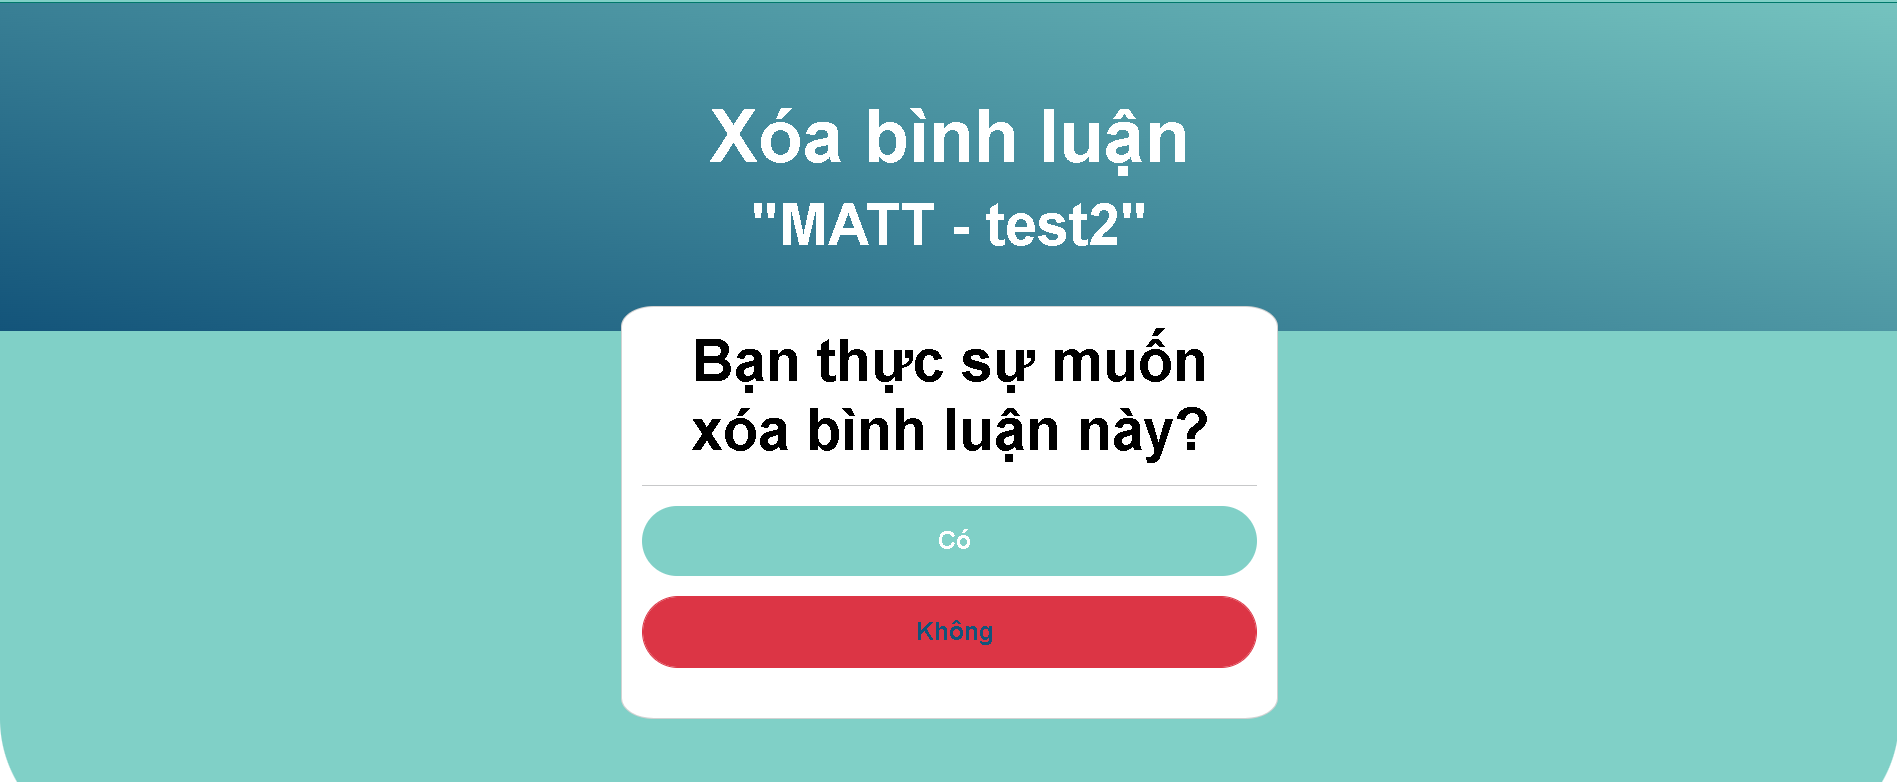 Xóa bình luận
"MATT - test2"
Bạn thực sự muốn
xóa bình luận này?
Có
Không